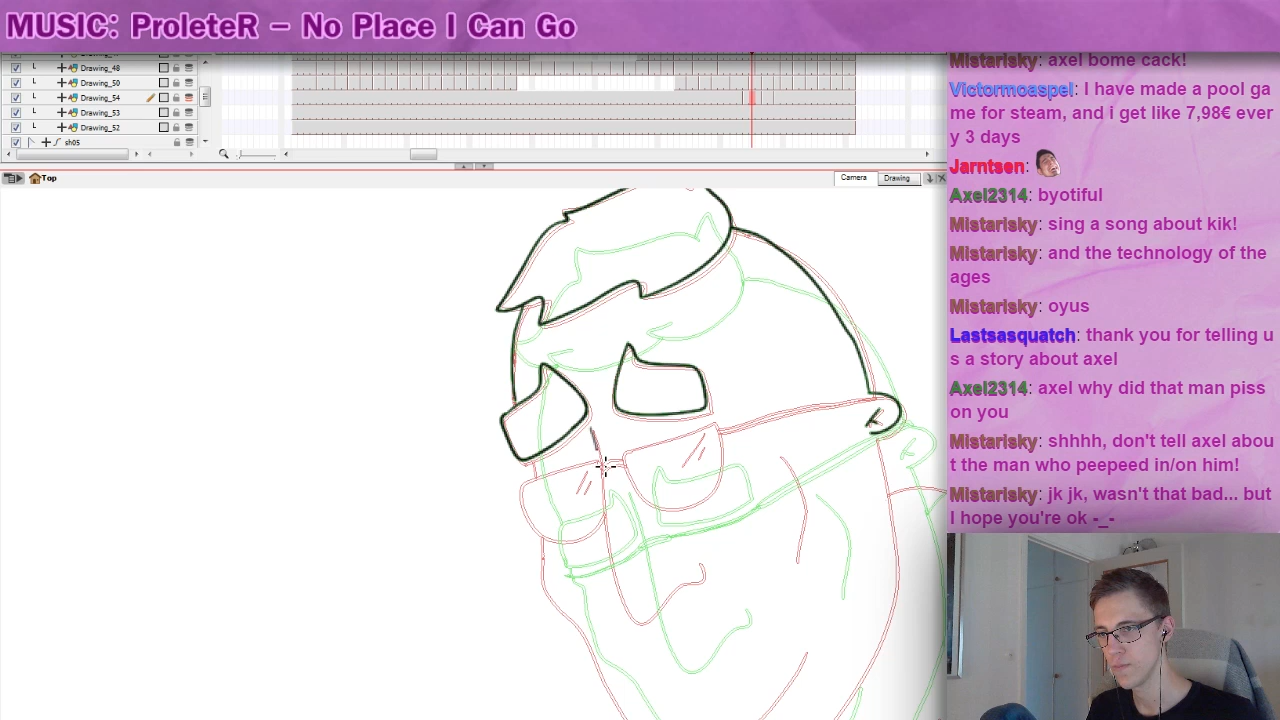 MUSIC: ProleteR – No Place I Can Go
Drawing_48
Drawing_50
Drawing_54
Drawing_53
Drawing_52
sh05
Top
Camera
Drawing
Mistarisky: axel bome cack!
Victormoaspel: I have made a pool ga
me for steam, and i get like 7,98€ ever
y 3 days
Jarntsen:
Axel2314: byotiful
Mistarisky: sing a song about kik!
Mistarisky: and the technology of the
ages
Mistarisky: oyus
Lastsasquatch: thank you for telling u
s a story about axel
Axel2314: axel why did that man piss
on you
Mistarisky: shhhh, don't tell axel abou
t the man who peepeed in/on him!
Mistarisky: jk jk, wasn't that bad... but
I hope you're ok -_-